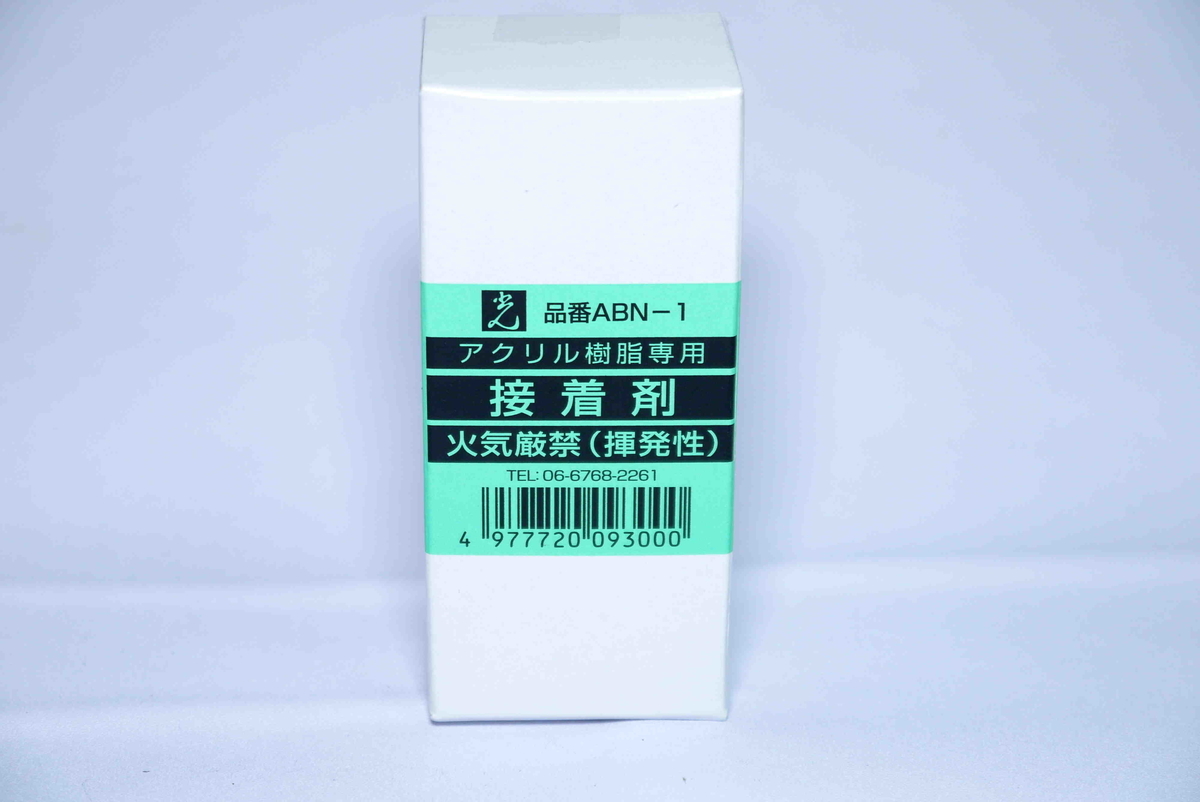 光 品番ABN-1
アクリル樹脂専用
接着剤
火気厳禁(揮発性)
TEL: 06-6768-2261
4 977720 093000